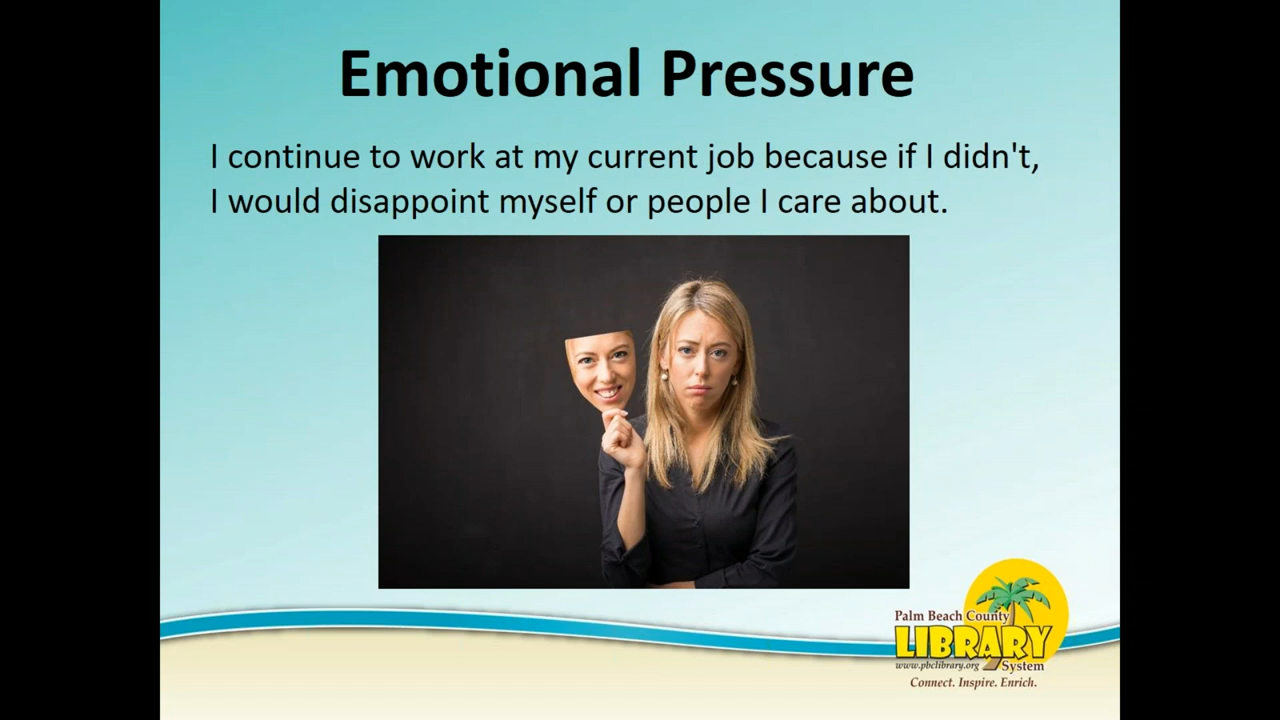 Emotional Pressure
I continue to work at my current job because if I didn't,
I would disappoint myself or people I care about.
Palm Beach County
LIBRARY
www.pbclibrary.org System
Connect. Inspire. Enrich.